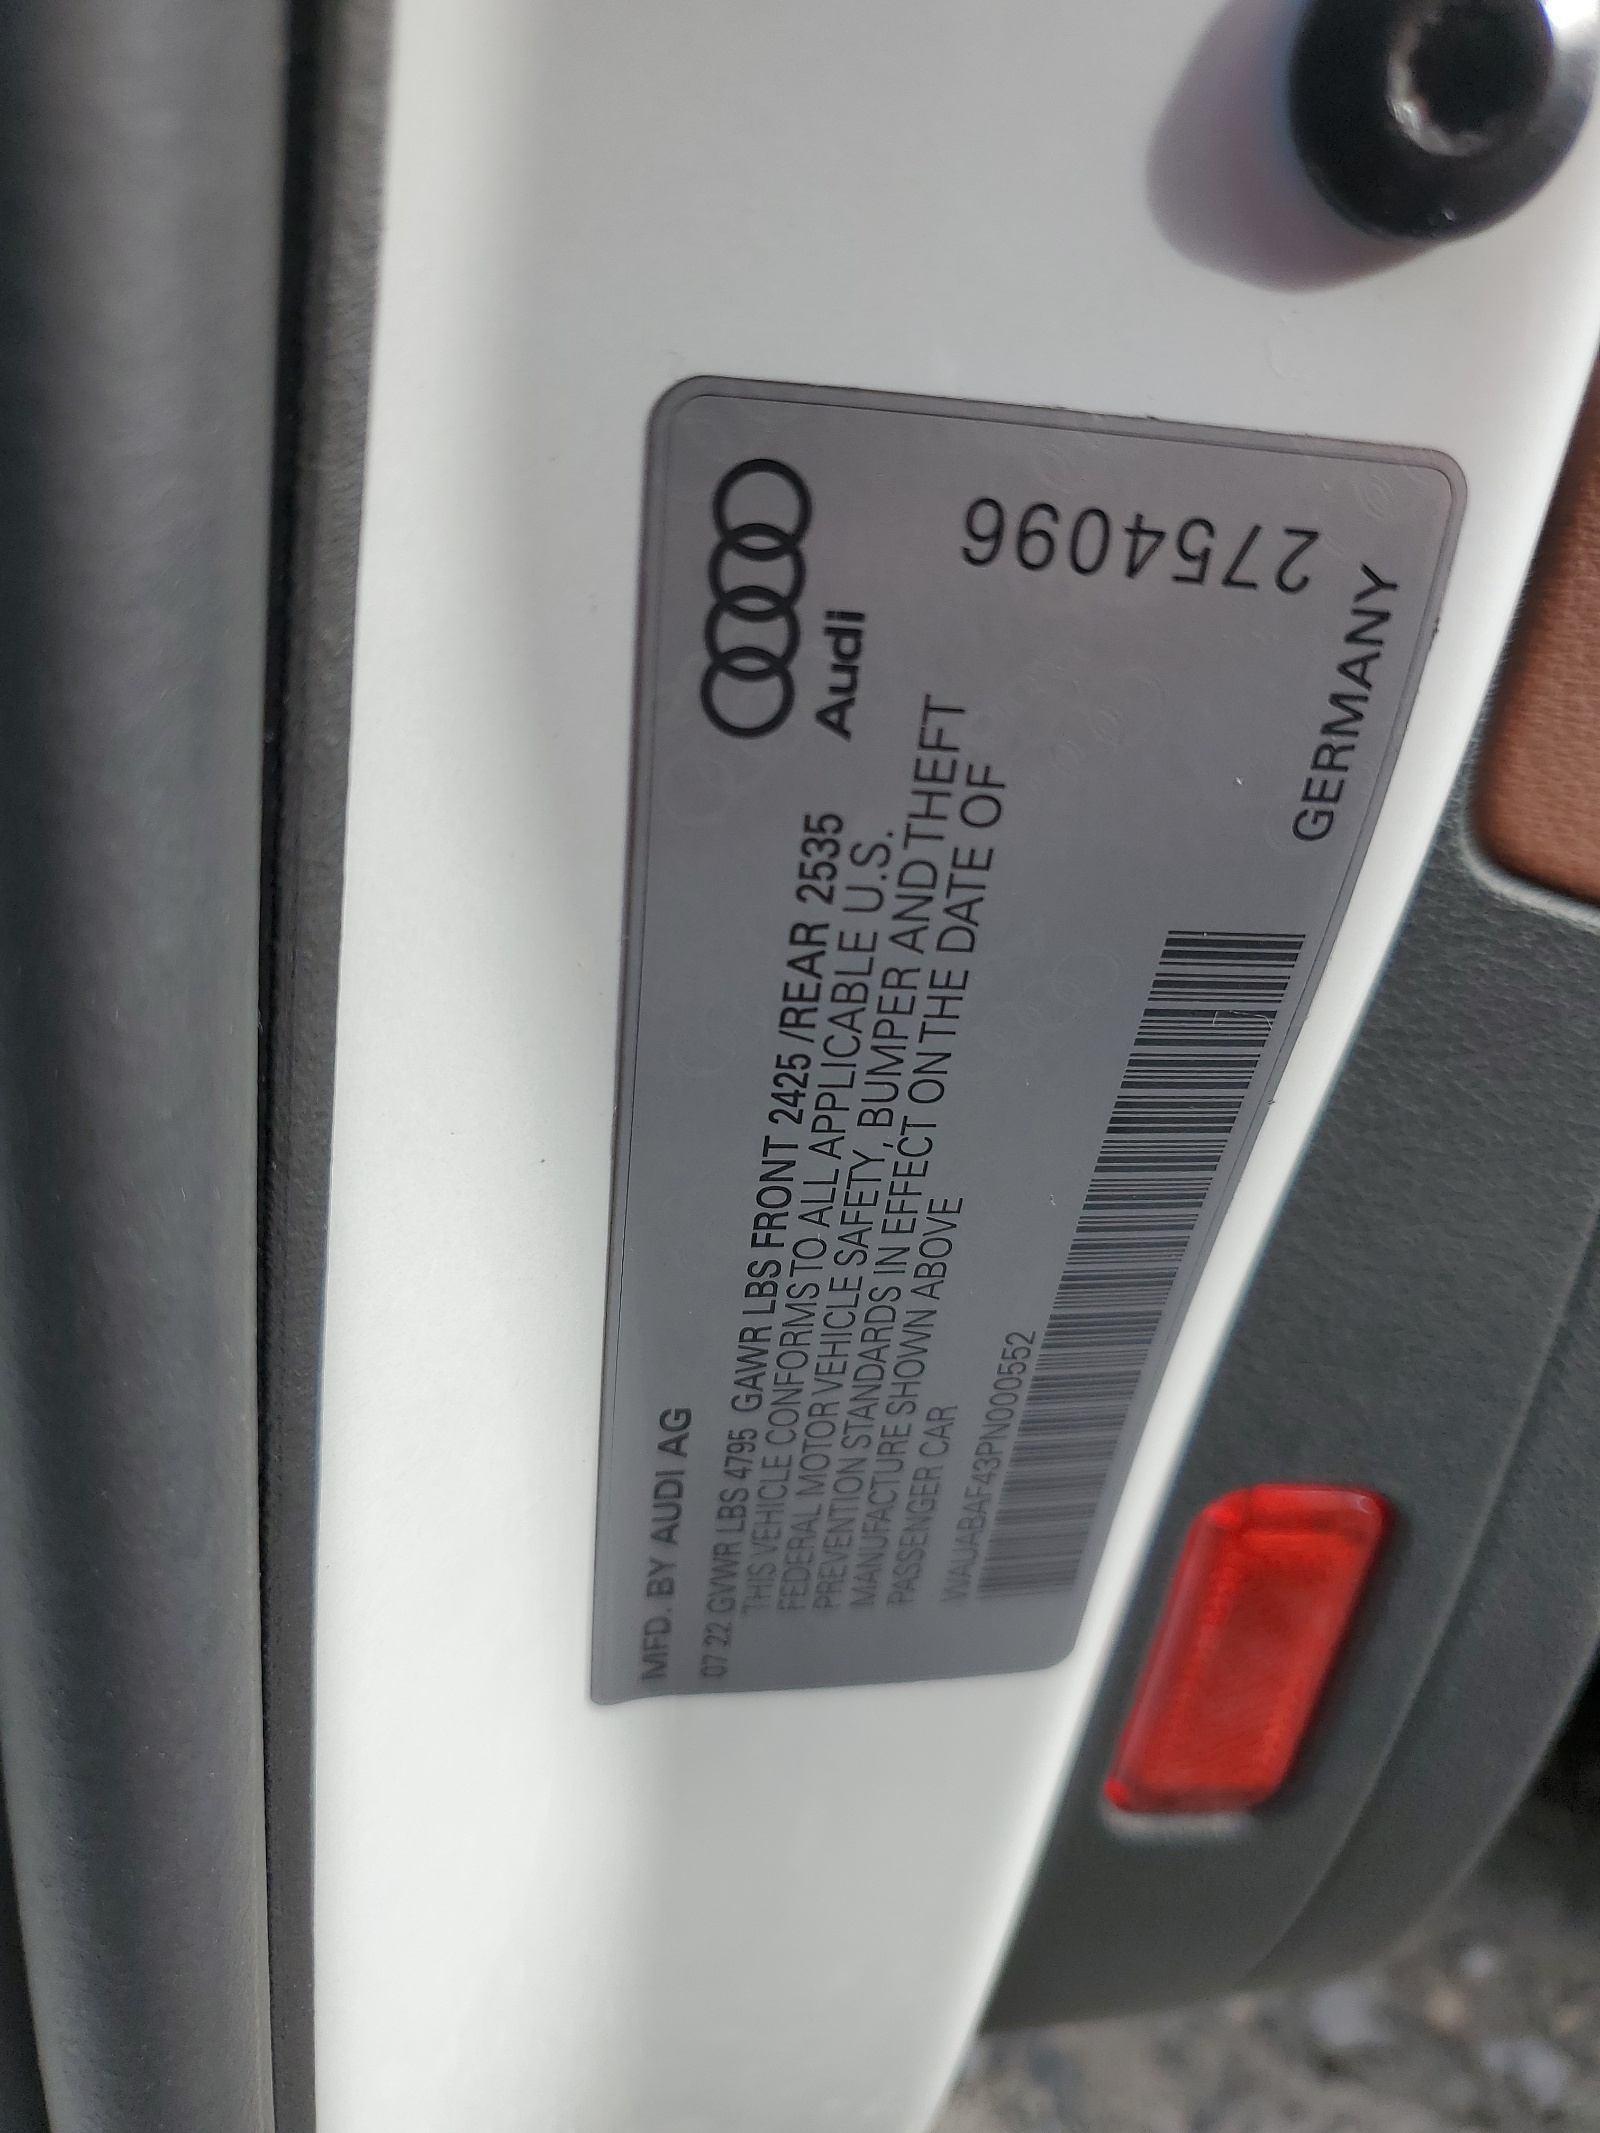 MFD. BY AUDI AG
07 22 GVWR LBS 4795 GAWR LBS FRONT 2425 /REAR 2535
THIS VEHICLE CONFORMS TO ALL APPLICABLE U.S.
FEDERAL MOTOR VEHICLE SAFETY, BUMPER AND THEFT
PREVENTION STANDARDS IN EFFECT ON THE DATE OF
MANUFACTURE SHOWN ABOVE
PASSENGER CAR
WAUABAF43PN000552
Audi
2754096
GERMANY